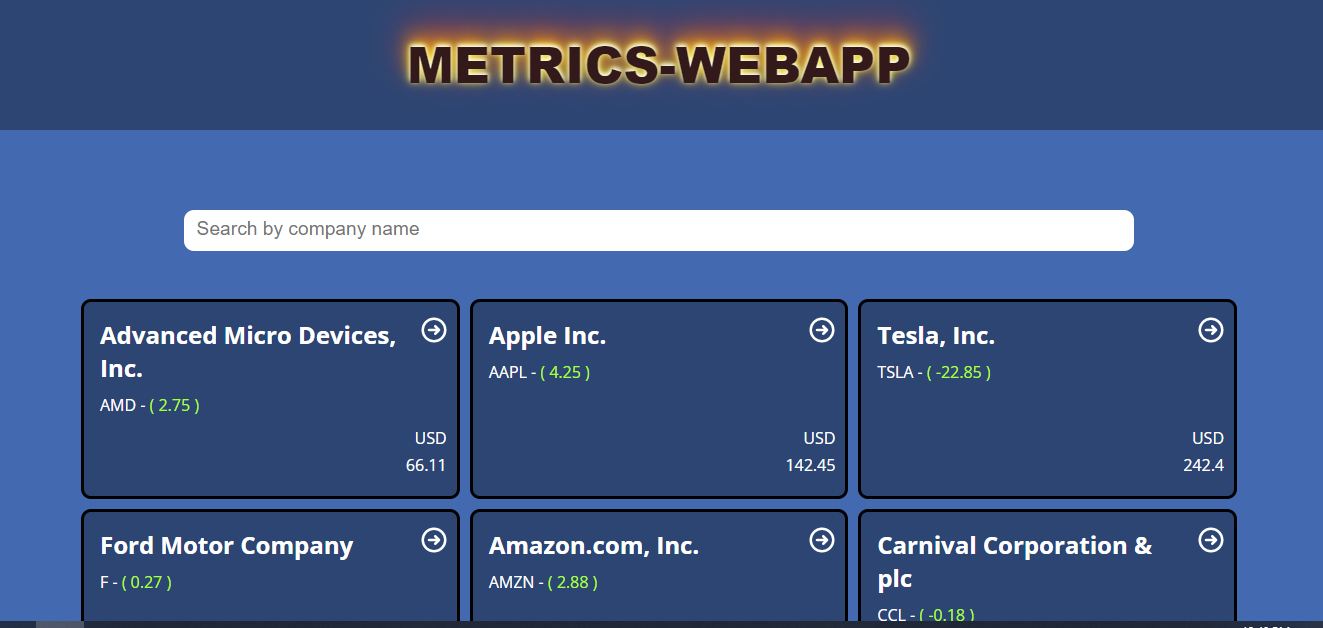 METRICS-WEBAPP
Search by company name
Advanced Micro Devices,
Inc.
AMD - ( 2.75 )
USD
66.11
Apple Inc.
AAPL - ( 4.25 )
USD
142.45
Tesla, Inc.
TSLA - ( -22.85 )
USD
242.4
Ford Motor Company
F - ( 0.27 )
Amazon.com, Inc.
AMZN - ( 2.88 )
Carnival Corporation &
plc
CCL - ( -0.18 )